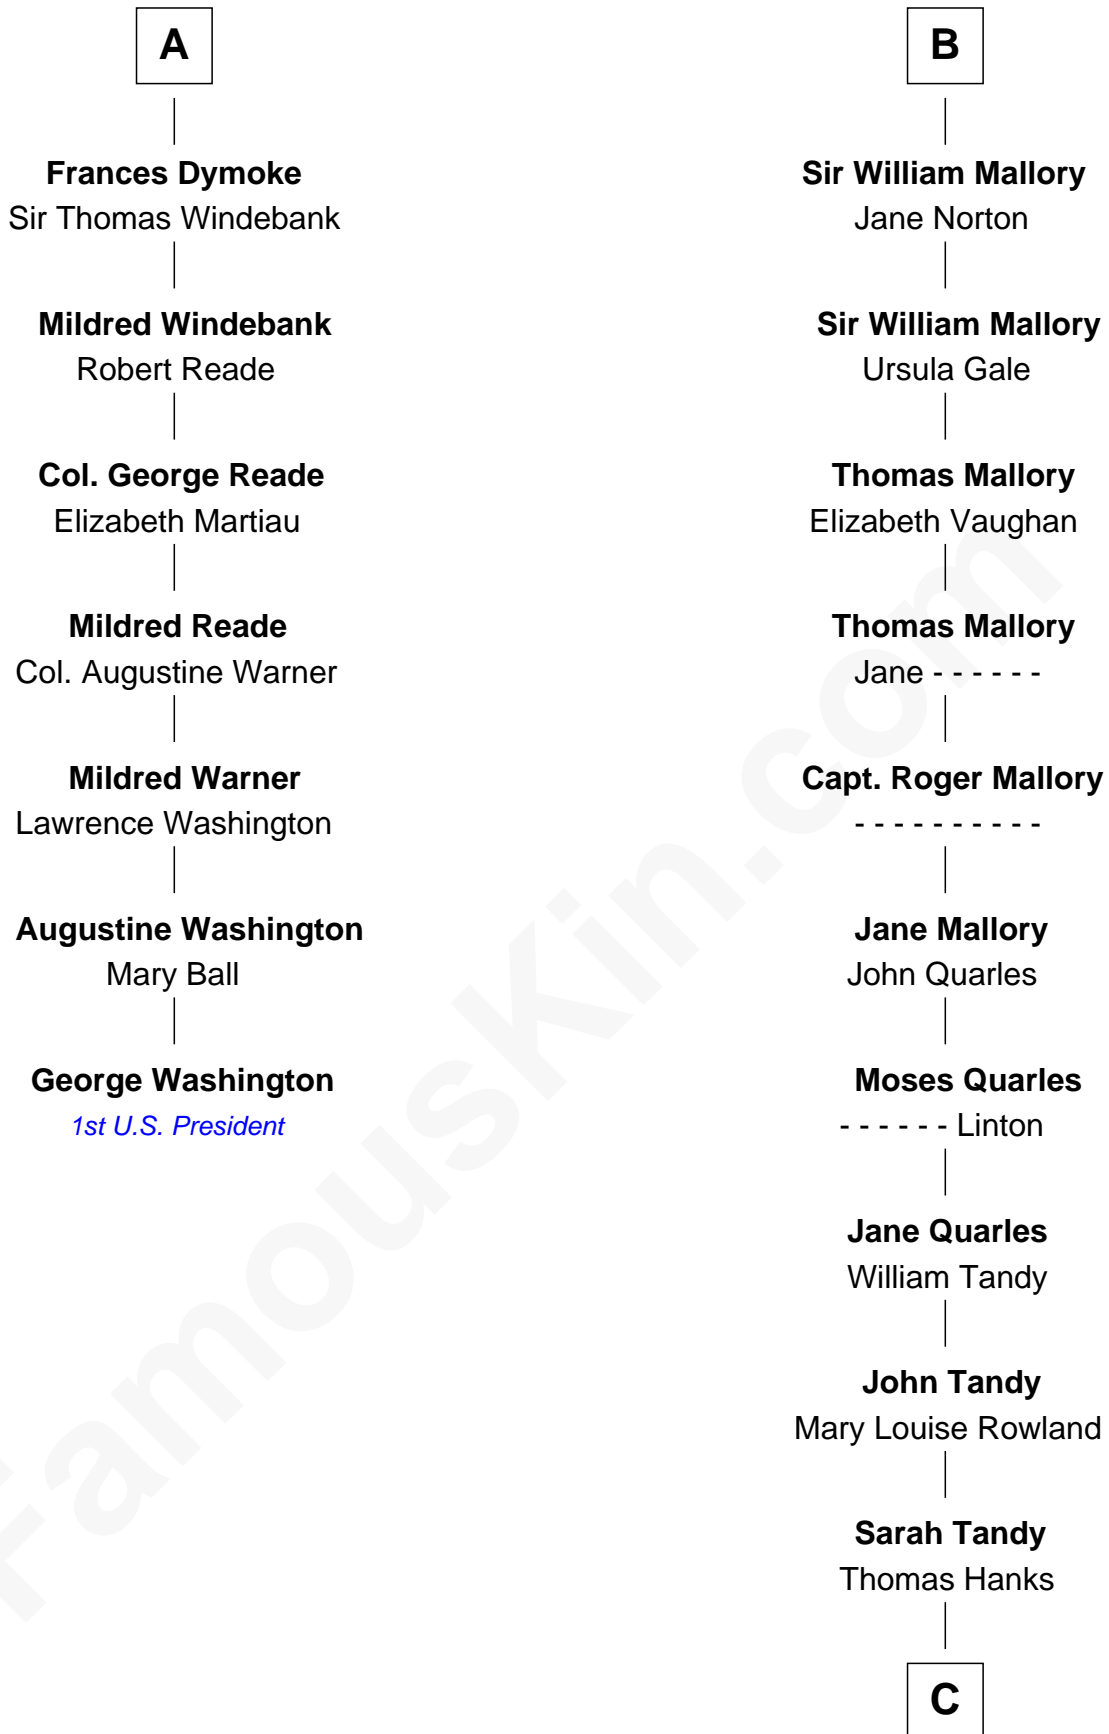 A
Frances Dymoke
Sir Thomas Windebank
Mildred Windebank
Robert Reade
Col. George Reade
Elizabeth Martiau
Mildred Reade
Col. Augustine Warner
Mildred Warner
Lawrence Washington
Augustine Washington
Mary Ball
George Washington
1st U.S. President
B
Sir William Mallory
Jane Norton
Sir William Mallory
Ursula Gale
Thomas Mallory
Elizabeth Vaughan
Thomas Mallory
Jane - - - - - -
Capt. Roger Mallory
- - - - - - - - - -
Jane Mallory
John Quarles
Moses Quarles
- - - - - - Linton
Jane Quarles
William Tandy
John Tandy
Mary Louise Rowland
Sarah Tandy
Thomas Hanks
C
FamousKin.com